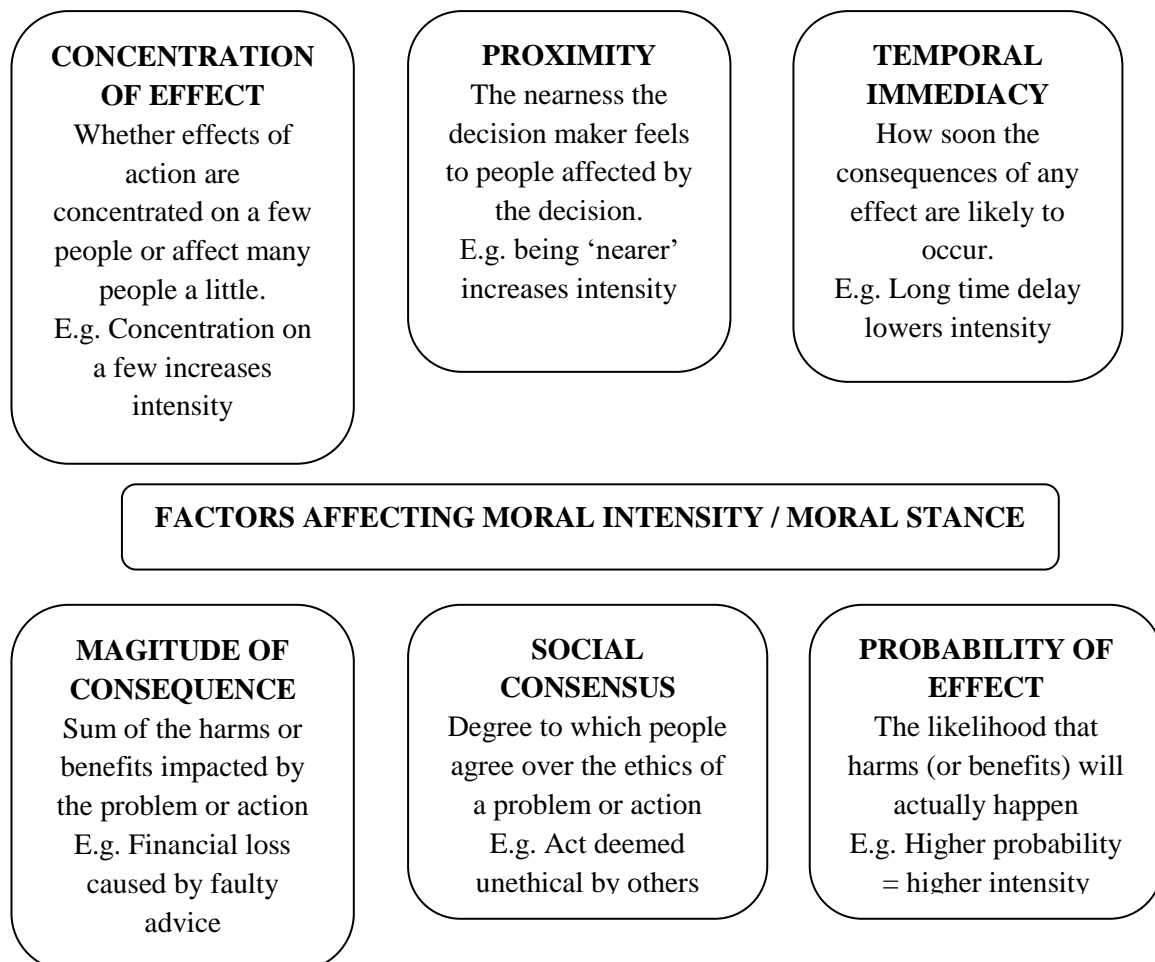 CONCENTRATION
OF EFFECT
Whether effects of
action are
concentrated on a few
people or affect many
people a little.
E.g. Concentration on
a few increases
intensity
PROXIMITY
The nearness the
decision maker feels
to people affected by
the decision.
E.g. being ‘nearer’
increases intensity
TEMPORAL
IMMEDIACY
How soon the
consequences of any
effect are likely to
occur.
E.g. Long time delay
lowers intensity
FACTORS AFFECTING MORAL INTENSITY / MORAL STANCE
MAGITUDE OF
CONSEQUENCE
Sum of the harms or
benefits impacted by
the problem or action
E.g. Financial loss
caused by faulty
advice
SOCIAL
CONSENSUS
Degree to which people
agree over the ethics of
a problem or action
E.g. Act deemed
unethical by others
PROBABILITY OF
EFFECT
The likelihood that
harms (or benefits) will
actually happen
E.g. Higher probability
= higher intensity